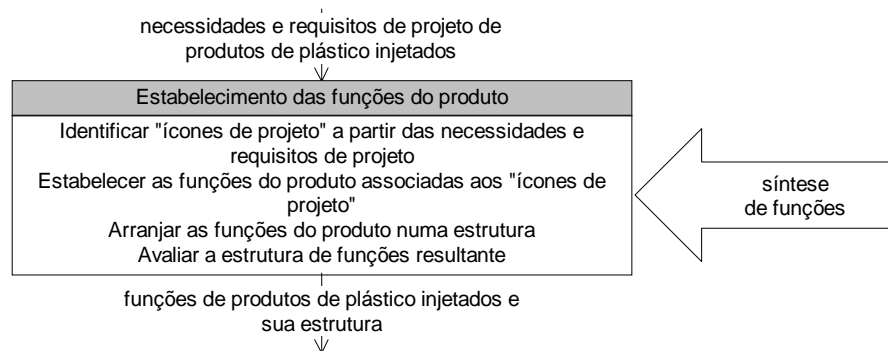 necessidades e requisitos de projeto de
produtos de plástico injetados
Estabelecimento das funções do produto
Identificar "ícones de projeto" a partir das necessidades e
requisitos de projeto
Estabelecer as funções do produto associadas aos "ícones de
projeto"
Arranjar as funções do produto numa estrutura
Avaliar a estrutura de funções resultante
síntese
de funções
funções de produtos de plástico injetados e
sua estrutura